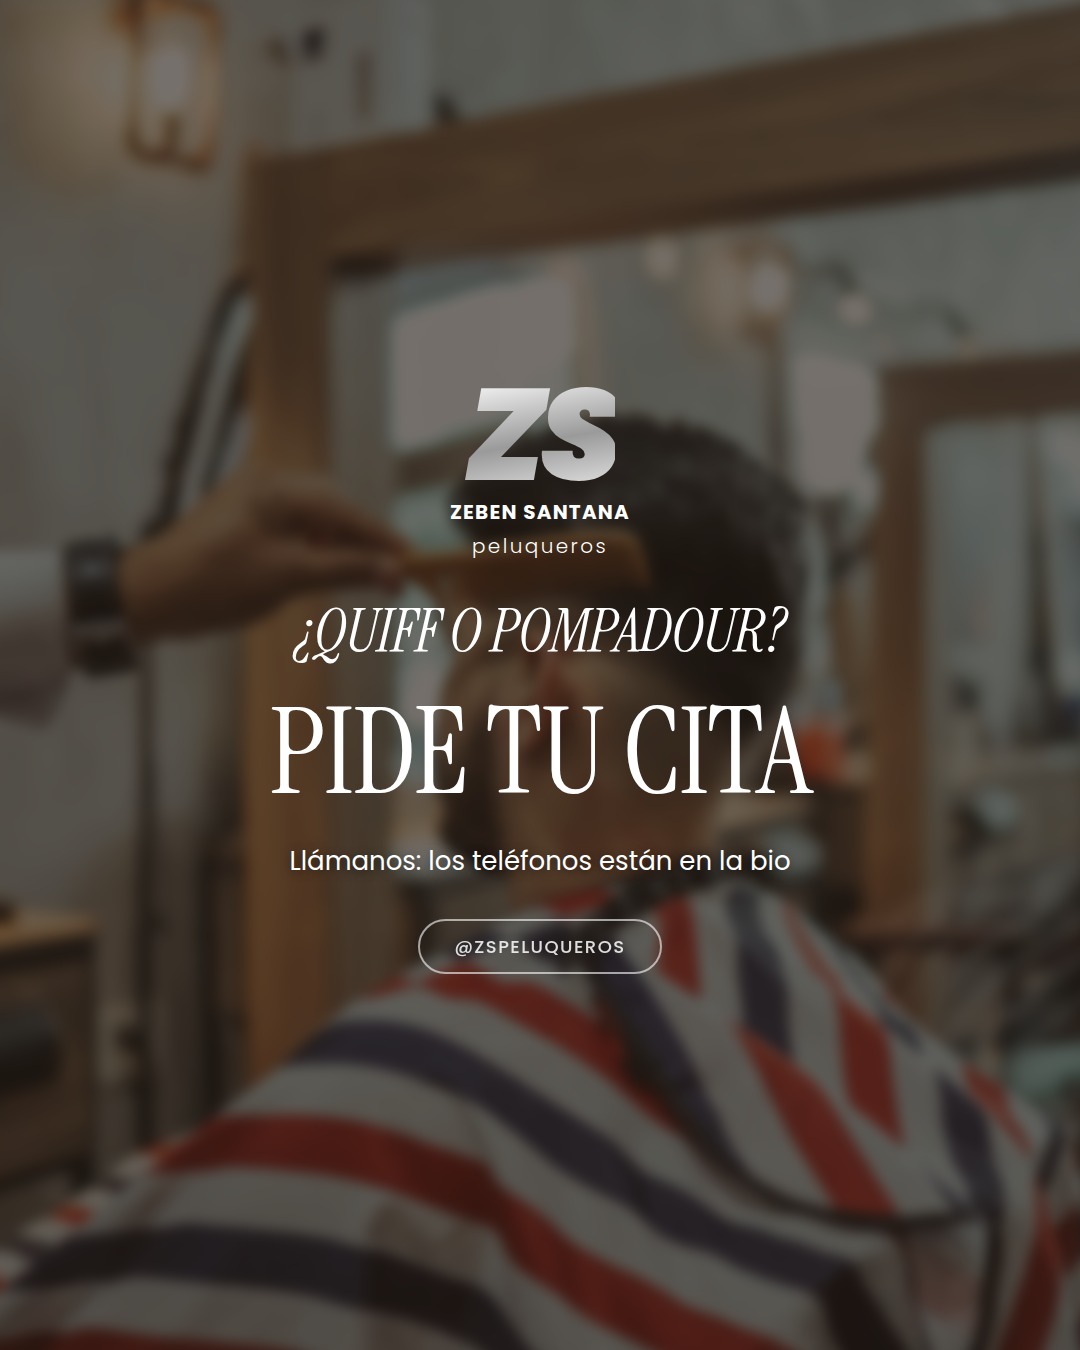 ZS
ZEBEN SANTANA
peluqueros
¿QUIFF O POMPADOUR?
PIDE TU CITA
Llámanos: los teléfonos están en la bio
@ZSPELUQUEROS